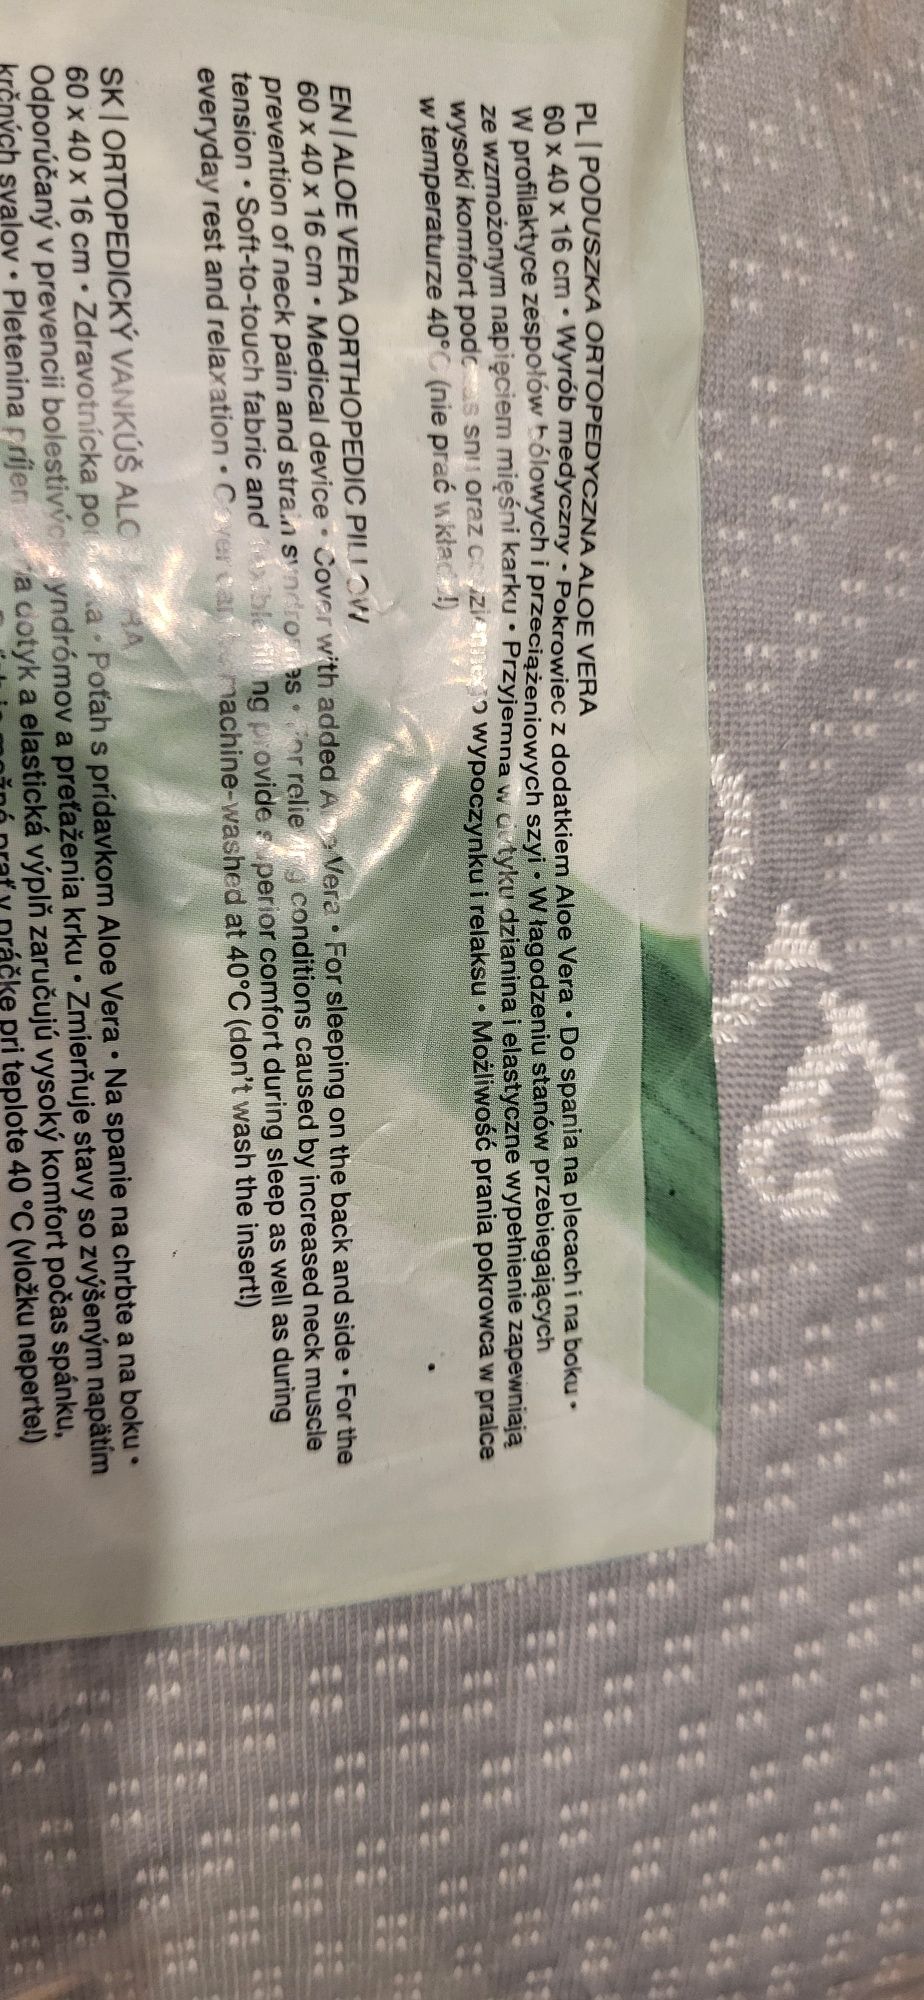 PL | PODUSZKA ORTOPEDYCZNA ALOE VERA
60 x 40 x 16 cm • Wyrób medyczny • Pokrowiec z dodatkiem Aloe Vera • Do spania na plecach i na boku •
W profilaktyce zespołów bólowych i przeciążeniowych szyi • W łagodzeniu stanów przebiegających
ze wzmożonym napięciem mięśni karku • Przyjemna w dotyku dzianina i elastyczne wypełnienie zapewniają
wysoki komfort podczas snu oraz codziennego wypoczynku i relaksu • Możliwość prania pokrowca w pralce
w temperaturze 40°C (nie prać wkładu!)
EN | ALOE VERA ORTHOPEDIC PILLOW
60 x 40 x 16 cm • Medical device • Cover with added Aloe Vera • For sleeping on the back and side • For the
prevention of neck pain and strain syndromes • For relieving conditions caused by increased neck muscle
tension • Soft-to-touch fabric and flexible filling provide superior comfort during sleep as well as during
everyday rest and relaxation • Cover can be machine-washed at 40°C (don't wash the insert!)
SK | ORTOPEDICKÝ VANKÚŠ ALOE VERA
60 x 40 x 16 cm • Zdravotnícka pomôcka • Poťah s prídavkom Aloe Vera • Na spanie na chrbte a na boku •
Odporúčaný v prevencii bolestivých syndrómov a preťaženia krku • Zmierňuje stavy so zvýšeným napätím
krčných svalov • Pletenina príjemná na dotyk a elastická výplň zaručujú vysoký komfort počas spánku,
možné prať v práčke pri teplote 40 °C (vložku neperte!)